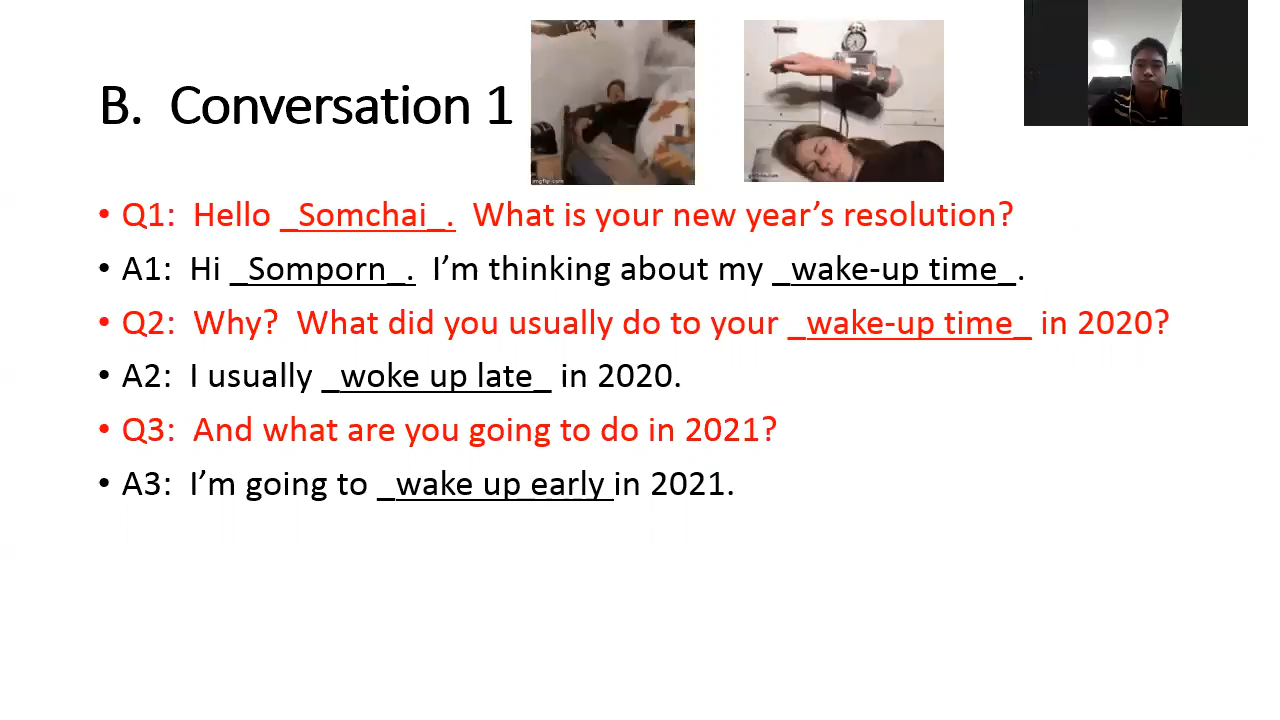 B. Conversation 1
• Q1: Hello _Somchai_. What is your new year’s resolution?
• A1: Hi _Somporn_. I’m thinking about my _wake-up time_.
• Q2: Why? What did you usually do to your _wake-up time_ in 2020?
• A2: I usually _woke up late_ in 2020.
• Q3: And what are you going to do in 2021?
• A3: I’m going to _wake up early in 2021.
imgflip.com